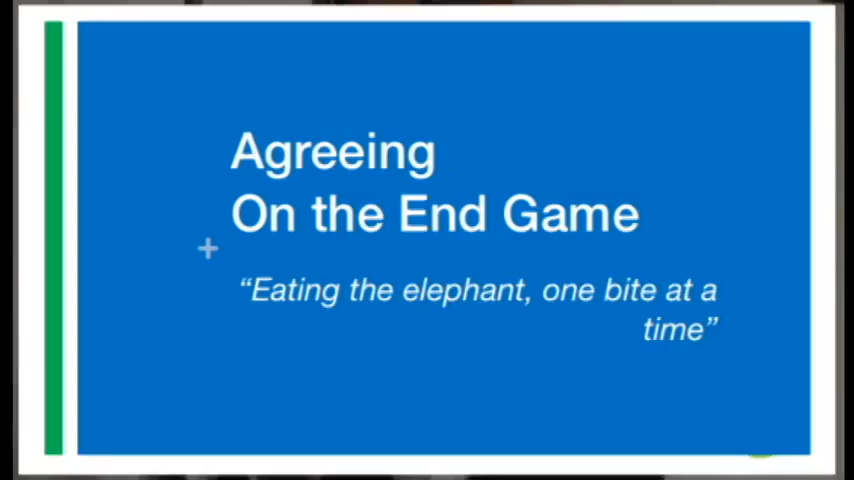 Agreeing
On the End Game
+
“Eating the elephant, one bite at a
time”